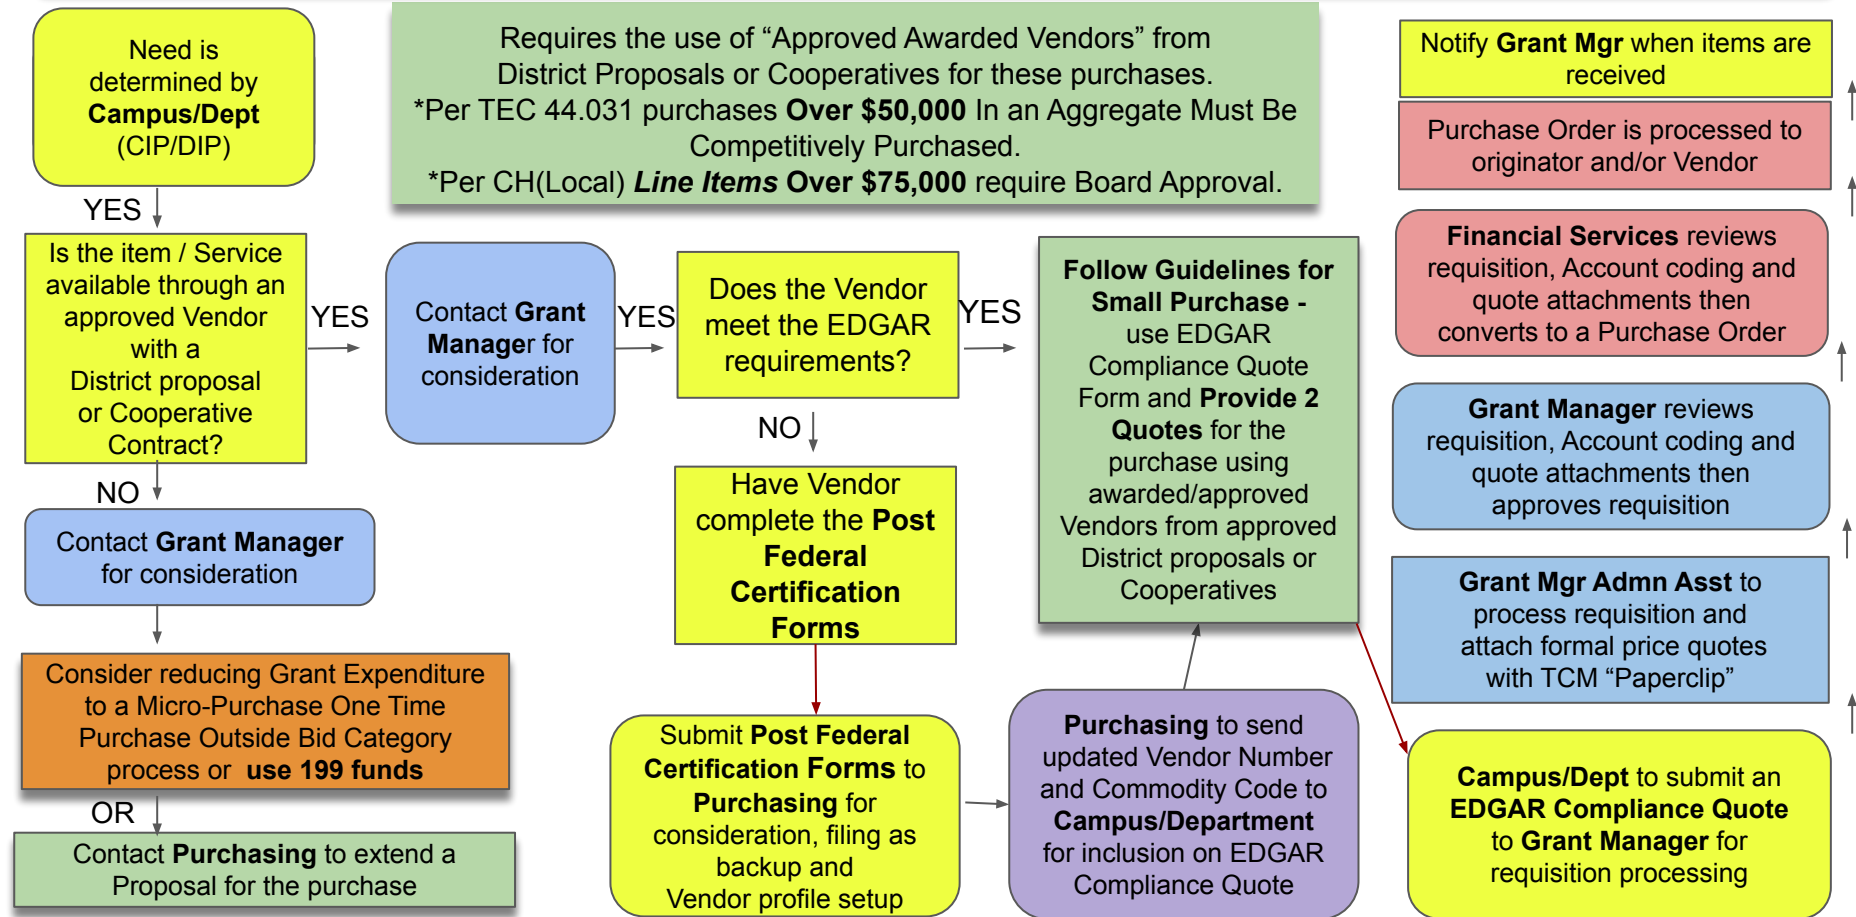 Need is
determined by
Campus/Dept
(CIP/DIP)
Requires the use of “Approved Awarded Vendors” from
District Proposals or Cooperatives for these purchases.
*Per TEC 44.031 purchases Over $50,000 In an Aggregate Must Be
Competitively Purchased.
*Per CH(Local) Line Items Over $75,000 require Board Approval.
YES
Is the item / Service
available through an
approved Vendor
with a
District proposal
or Cooperative
Contract?
YES
Contact Grant
Manager for
consideration
YES
Does the Vendor
meet the EDGAR
requirements?
YES
Follow Guidelines for
Small Purchase -
use EDGAR
Compliance Quote
Form and Provide 2
Quotes for the
purchase using
awarded/approved
Vendors from approved
District proposals or
Cooperatives
NO
Contact Grant Manager
for consideration
Consider reducing Grant Expenditure
to a Micro-Purchase One Time
Purchase Outside Bid Category
process or use 199 funds
OR
Contact Purchasing to extend a
Proposal for the purchase
NO
Have Vendor
complete the Post
Federal
Certification
Forms
Submit Post Federal
Certification Forms to
Purchasing for
consideration, filing as
backup and
Vendor profile setup
Purchasing to send
updated Vendor Number
and Commodity Code to
Campus/Department
for inclusion on EDGAR
Compliance Quote
Notify Grant Mgr when items are
received
Purchase Order is processed to
originator and/or Vendor
Financial Services reviews
requisition, Account coding and
quote attachments then
converts to a Purchase Order
Grant Manager reviews
requisition, Account coding and
quote attachments then
approves requisition
Grant Mgr Admn Asst to
process requisition and
attach formal price quotes
with TCM “Paperclip”
Campus/Dept to submit an
EDGAR Compliance Quote
to Grant Manager for
requisition processing